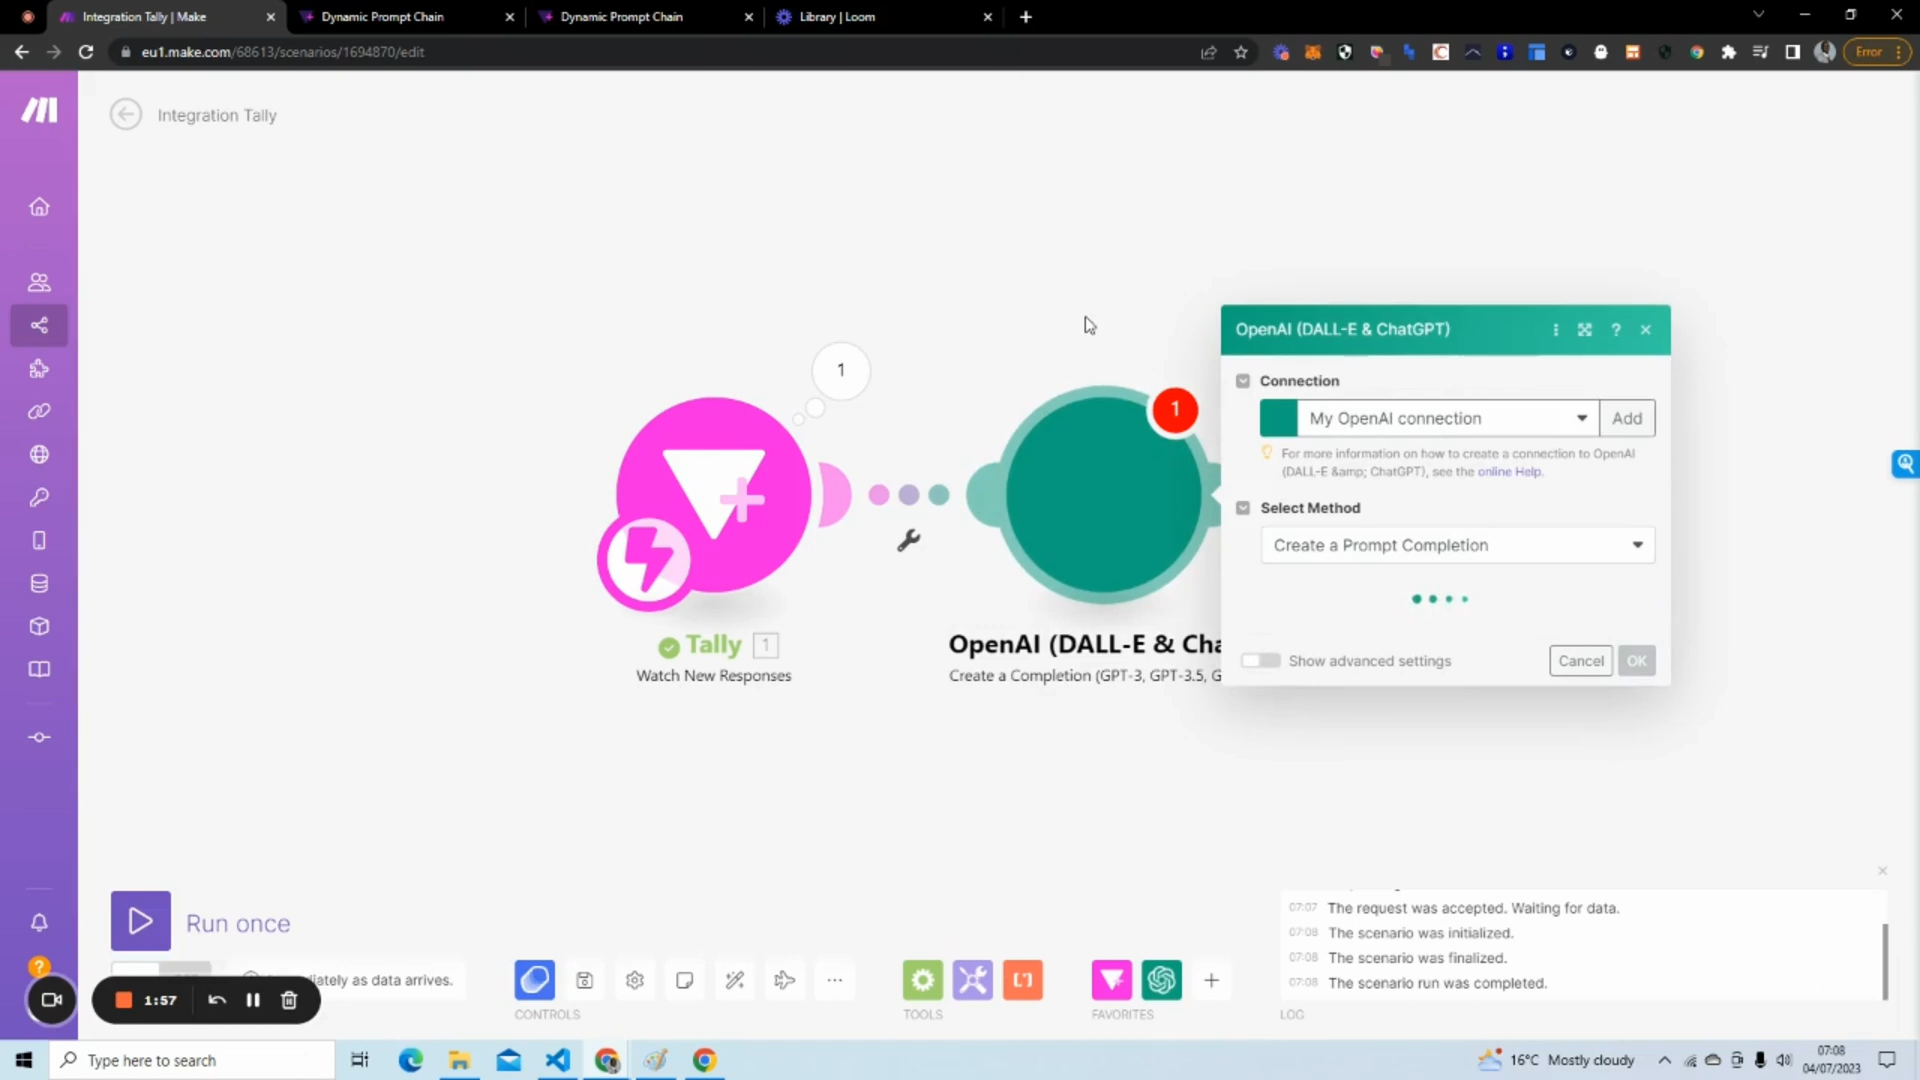 Integration Tally | Make
Dynamic Prompt Chain
Dynamic Prompt Chain
Library | Loom
eu1.make.com/68613/scenarios/1694870/edit
Error
Integration Tally
OpenAI (DALL-E & ChatGPT)
?
Connection
1
1
My OpenAI connection
Add
For more information on how to create a connection to OpenAI
(DALL-E &amp; ChatGPT), see the online Help.
Select Method
Create a Prompt Completion
Tally 1
OpenAI (DALL-E & Cha
Show advanced settings
Cancel
OK
Watch New Responses
Create a Completion (GPT-3, GPT-3.5, G
Run once
07:07 The request was accepted. Waiting for data.
07:08 The scenario was initialized.
07:08 The scenario was finalized.
07:08 The scenario run was completed.
diately as data arrives.
?
1:57
CONTROLS
TOOLS
FAVORITES
LOG
Type here to search
16°C Mostly cloudy
07:08
04/07/2023